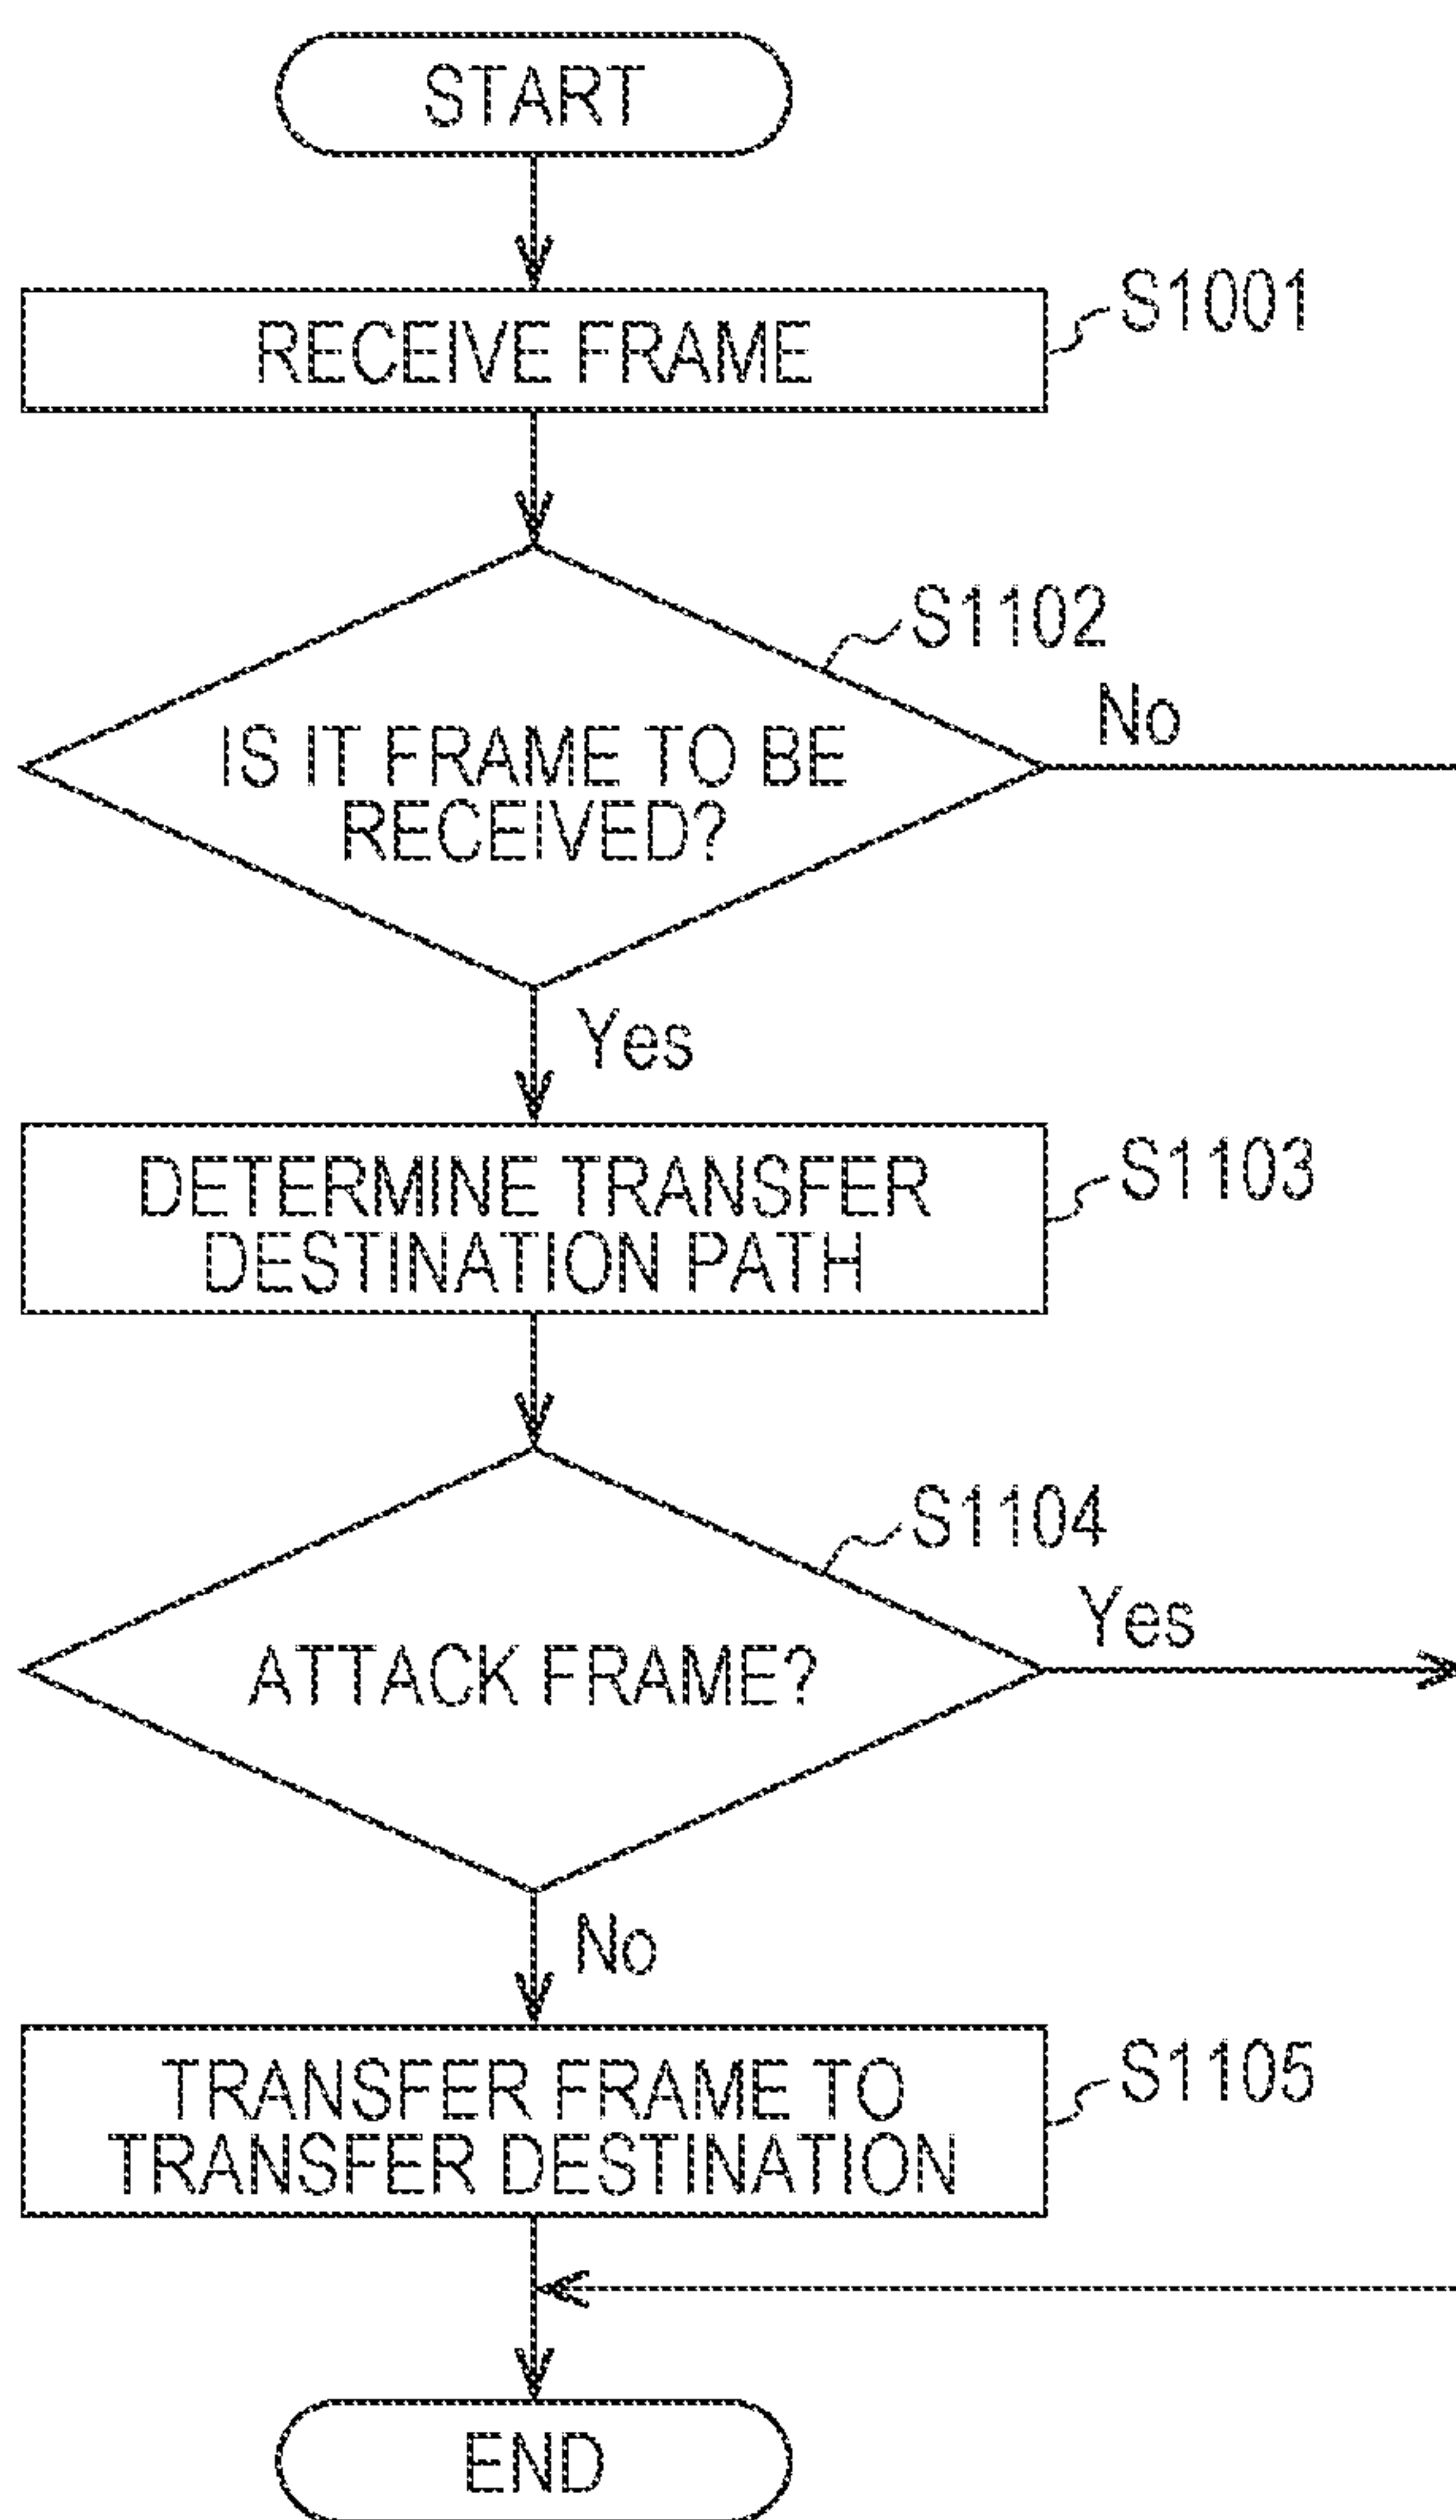 START
RECEIVE FRAME
S1001
S1102
IS IT FRAME TO BE
RECEIVED?
No
Yes
DETERMINE TRANSFER
DESTINATION PATH
S1103
S1104
ATTACK FRAME?
Yes
No
TRANSFER FRAME TO
TRANSFER DESTINATION
S1105
END